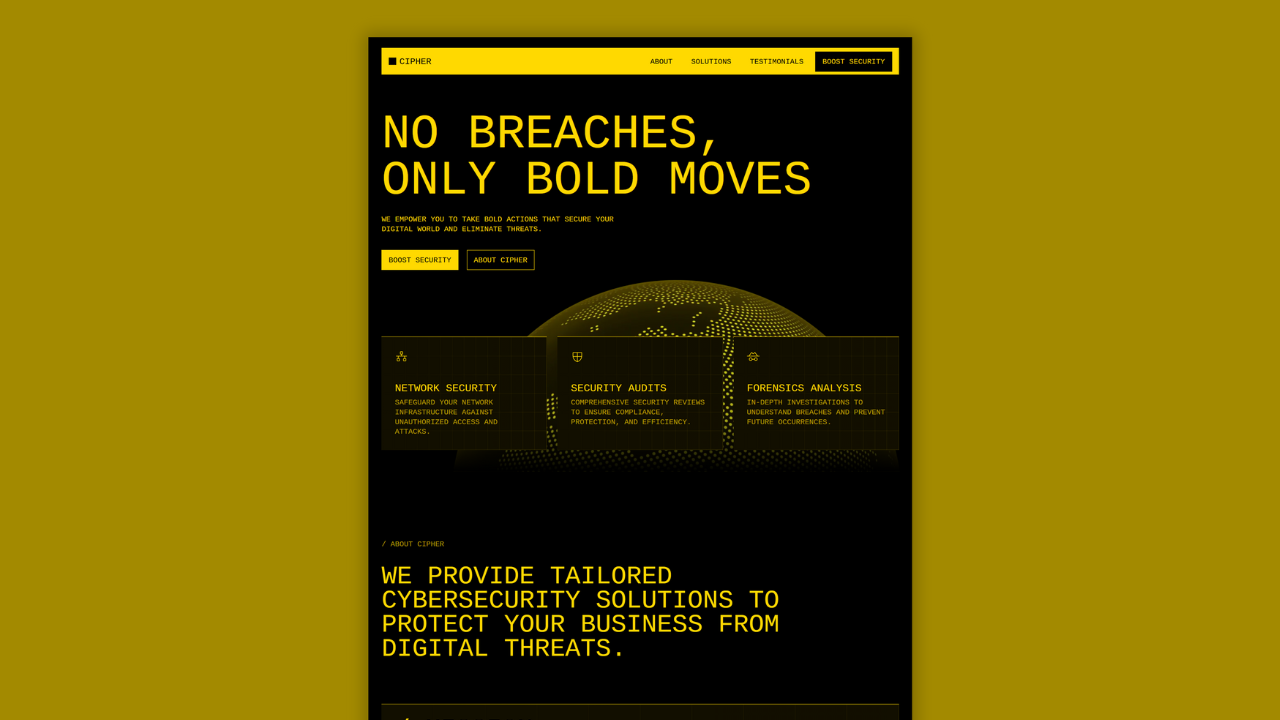 CIPHER
ABOUT
SOLUTIONS
TESTIMONIALS
BOOST SECURITY
NO BREACHES,
ONLY BOLD MOVES
WE EMPOWER YOU TO TAKE BOLD ACTIONS THAT SECURE YOUR
DIGITAL WORLD AND ELIMINATE THREATS.
BOOST SECURITY
ABOUT CIPHER
NETWORK SECURITY
SAFEGUARD YOUR NETWORK
INFRASTRUCTURE AGAINST
UNAUTHORIZED ACCESS AND
ATTACKS.
SECURITY AUDITS
COMPREHENSIVE SECURITY REVIEWS
TO ENSURE COMPLIANCE,
PROTECTION, AND EFFICIENCY.
FORENSICS ANALYSIS
IN-DEPTH INVESTIGATIONS TO
UNDERSTAND BREACHES AND PREVENT
FUTURE OCCURRENCES.
/ ABOUT CIPHER
WE PROVIDE TAILORED
CYBERSECURITY SOLUTIONS TO
PROTECT YOUR BUSINESS FROM
DIGITAL THREATS.